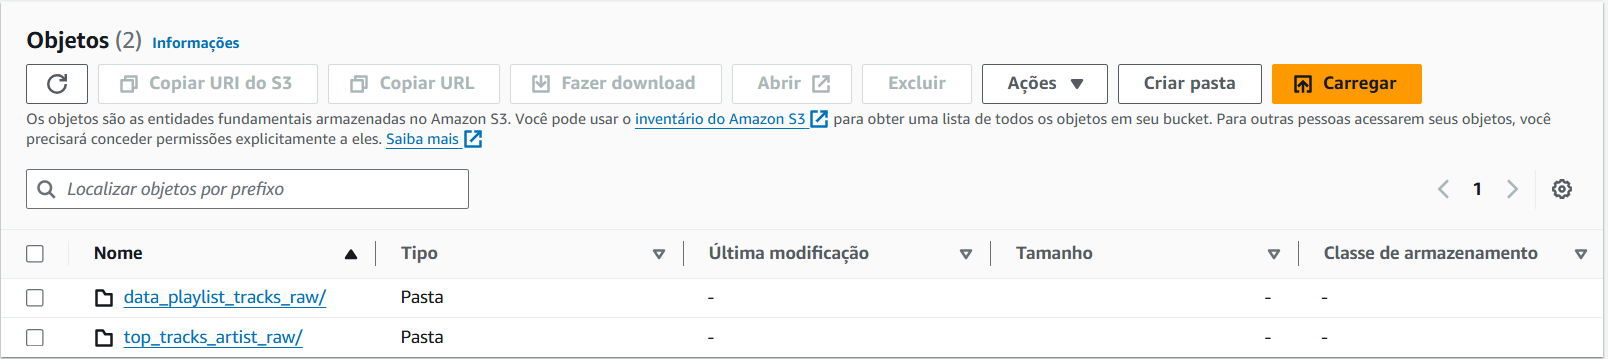 Objetos (2) Informações
Copiar URI do S3 Copiar URL Fazer download Abrir Excluir Ações Criar pasta Carregar
Os objetos são as entidades fundamentais armazenadas no Amazon S3. Você pode usar o inventário do Amazon S3 para obter uma lista de todos os objetos em seu bucket. Para outras pessoas acessarem seus objetos, você
precisará conceder permissões explicitamente a eles. Saiba mais
Localizar objetos por prefixo 1
Nome Tipo Última modificação Tamanho Classe de armazenamento
data_playlist_tracks_raw/ Pasta - - -
top_tracks_artist_raw/ Pasta - - -